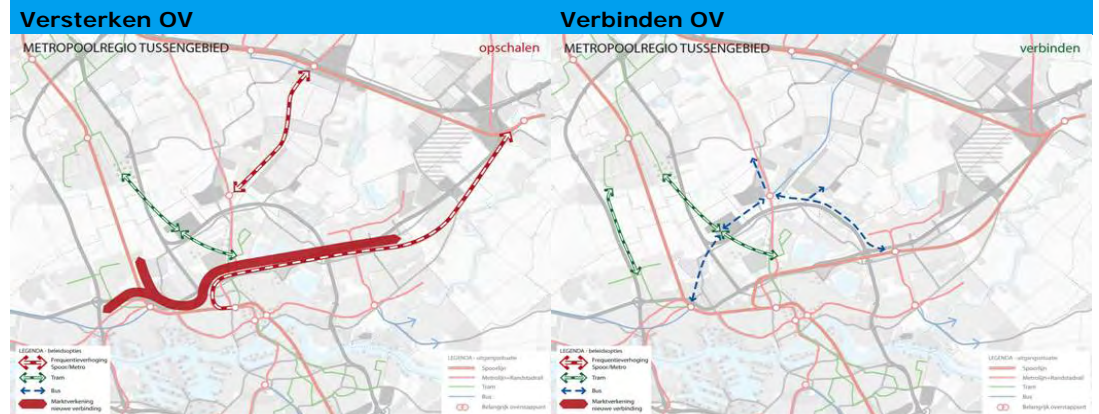 Versterken OV
METROPOOLREGIO TUSSENGEBIED
opschalen
LEGENDA - beleidsopties
Frequentieverhoging
Spoor/Metro
Tram
Bus
Marktverkening
nieuwe verbinding
LEGENDA - uitgangssituatie
Spoorlijn
Metrolijn+Randstadrail
Tram
Bus
Belangrijk overstappunt
Verbinden OV
METROPOOLREGIO TUSSENGEBIED
verbinden
LEGENDA - beleidsopties
Frequentieverhoging
Spoor/Metro
Tram
Bus
Marktverkening
nieuwe verbinding
LEGENDA - uitgangssituatie
Spoorlijn
Metrolijn+Randstadrail
Tram
Bus
Belangrijk overstappunt